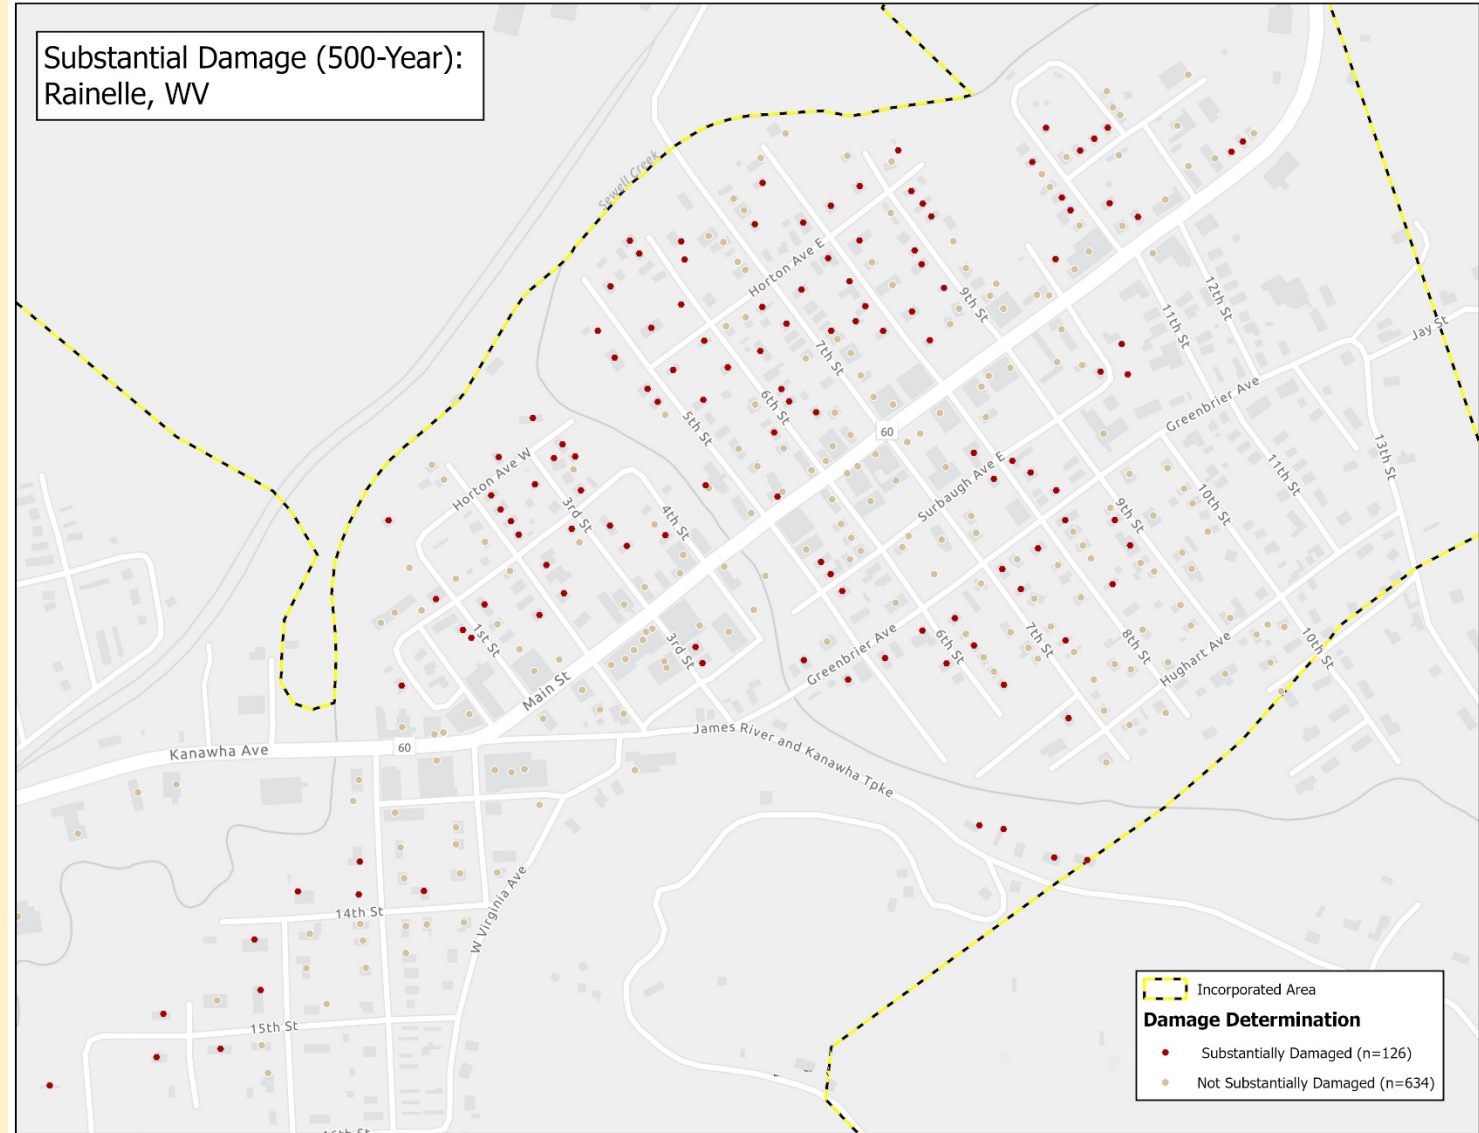 Substantial Damage (500-Year):
Rainelle, WV
Sewell Creek
Horton Ave E
9th St
12th St
11th St
Jay St
7th St
6th St
5th St
60
Greenbrier Ave
Horton Ave W
3rd St
4th St
Surbaugh Ave E
9th St
10th St
11th St
13th St
1st St
3rd St
Main St
Greenbrier Ave
6th St
7th St
8th St
Hughart Ave
10th St
Kanawha Ave
60
James River and Kanawha Tpke
14th St
W Virginia Ave
15th St
16th St
Incorporated Area
Damage Determination
Substantially Damaged (n=126)
Not Substantially Damaged (n=634)